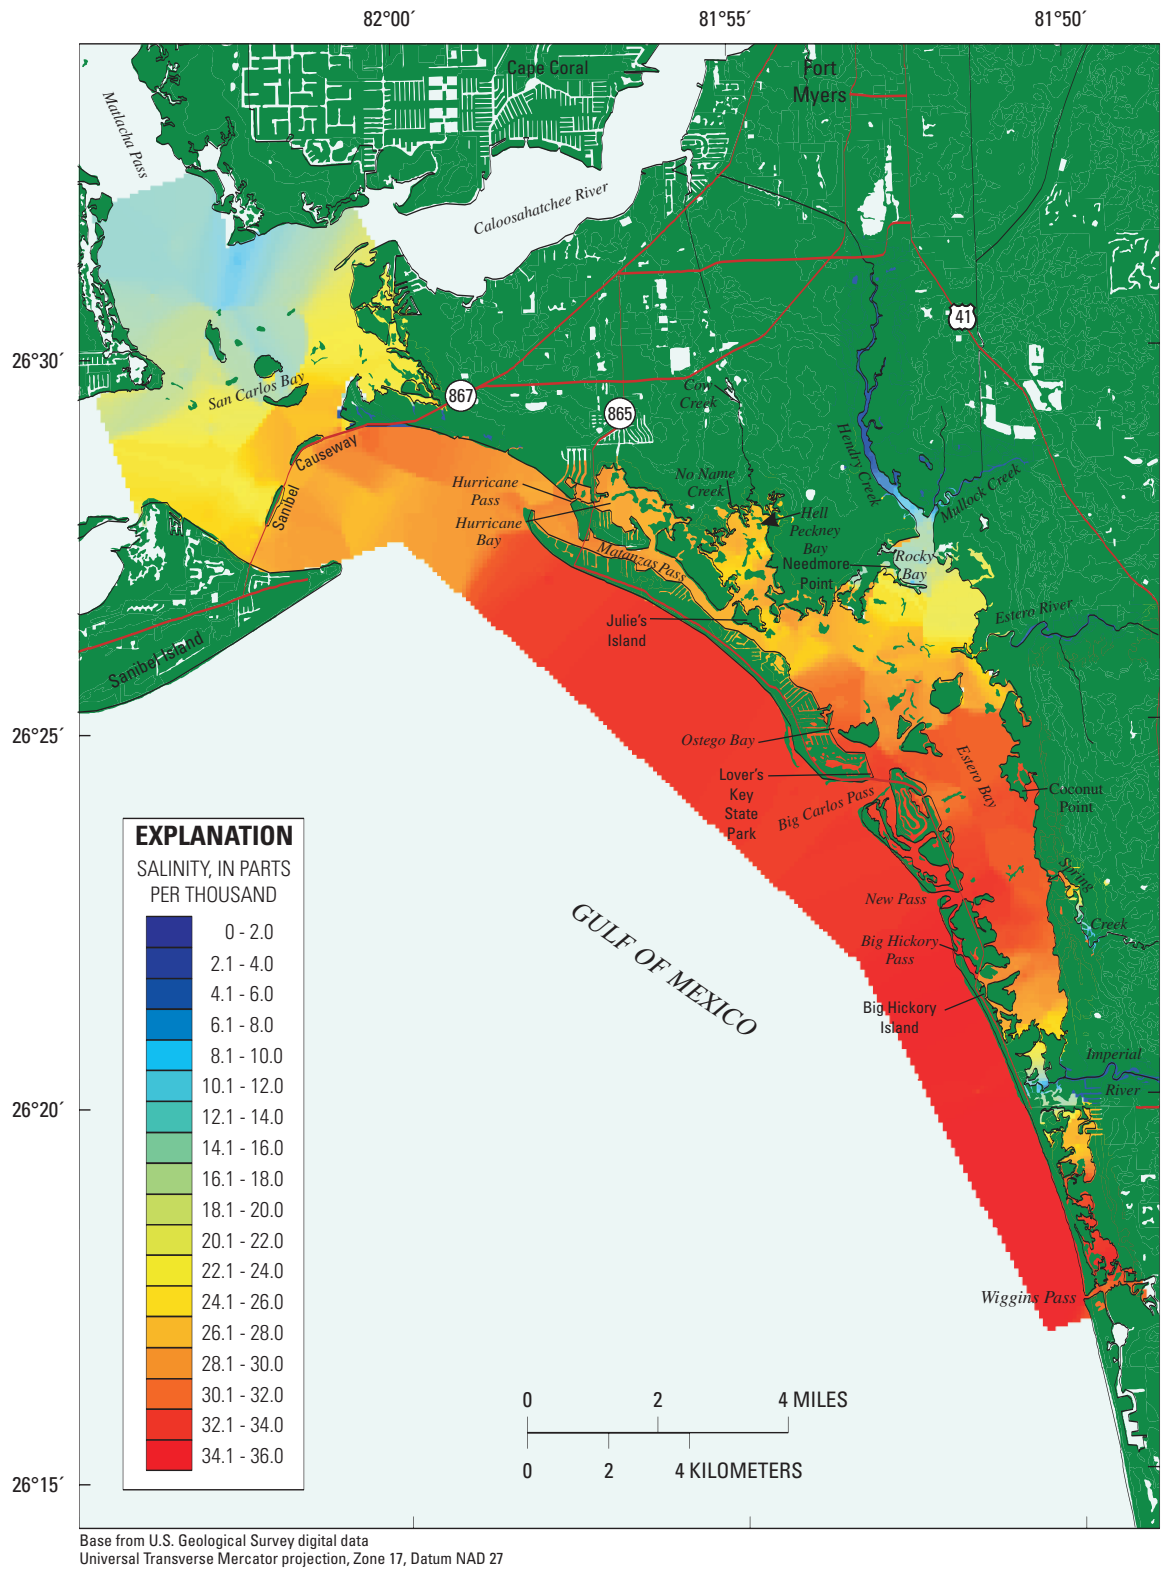 82°00´
81°55´
81°50´
Cape Coral
Fort
Myers
Matlacha Pass
Caloosahatchee River
41
26°30´
San Carlos Bay
867
865
Cow
Creek
Causeway
Sanibel
Hendry Creek
Mullock Creek
Hurricane
Pass
No Name
Creek
Hurricane
Bay
Hell
Peckney
Bay
Matanzas Pass
Needmore
Point
Rocky
Bay
Julie's
Island
Estero River
Sanibel Island
26°25´
Ostego Bay
Lover's
Key
State
Park
Big Carlos Pass
Estero Bay
Coconut
Point
EXPLANATION
SALINITY, IN PARTS
PER THOUSAND
0 - 2.0
2.1 - 4.0
4.1 - 6.0
6.1 - 8.0
8.1 - 10.0
10.1 - 12.0
12.1 - 14.0
14.1 - 16.0
16.1 - 18.0
18.1 - 20.0
20.1 - 22.0
22.1 - 24.0
24.1 - 26.0
26.1 - 28.0
28.1 - 30.0
30.1 - 32.0
32.1 - 34.0
34.1 - 36.0
GULF OF MEXICO
New Pass
Spring
Creek
Big Hickory
Pass
Big Hickory
Island
Imperial
River
26°20´
Wiggins Pass
0 2 4 MILES
0 2 4 KILOMETERS
26°15´
Base from U.S. Geological Survey digital data
Universal Transverse Mercator projection, Zone 17, Datum NAD 27